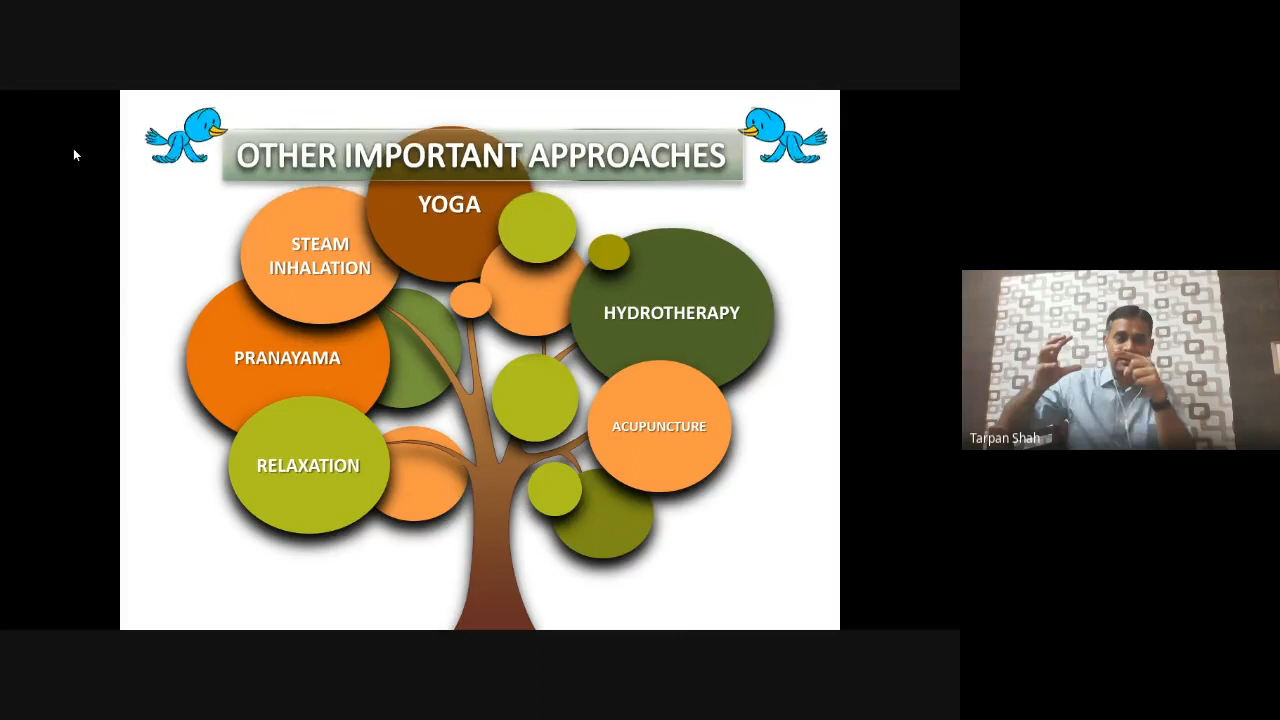 OTHER IMPORTANT APPROACHES
YOGA
STEAM
INHALATION
HYDROTHERAPY
PRANAYAMA
ACUPUNCTURE
RELAXATION
Tarpan Shah